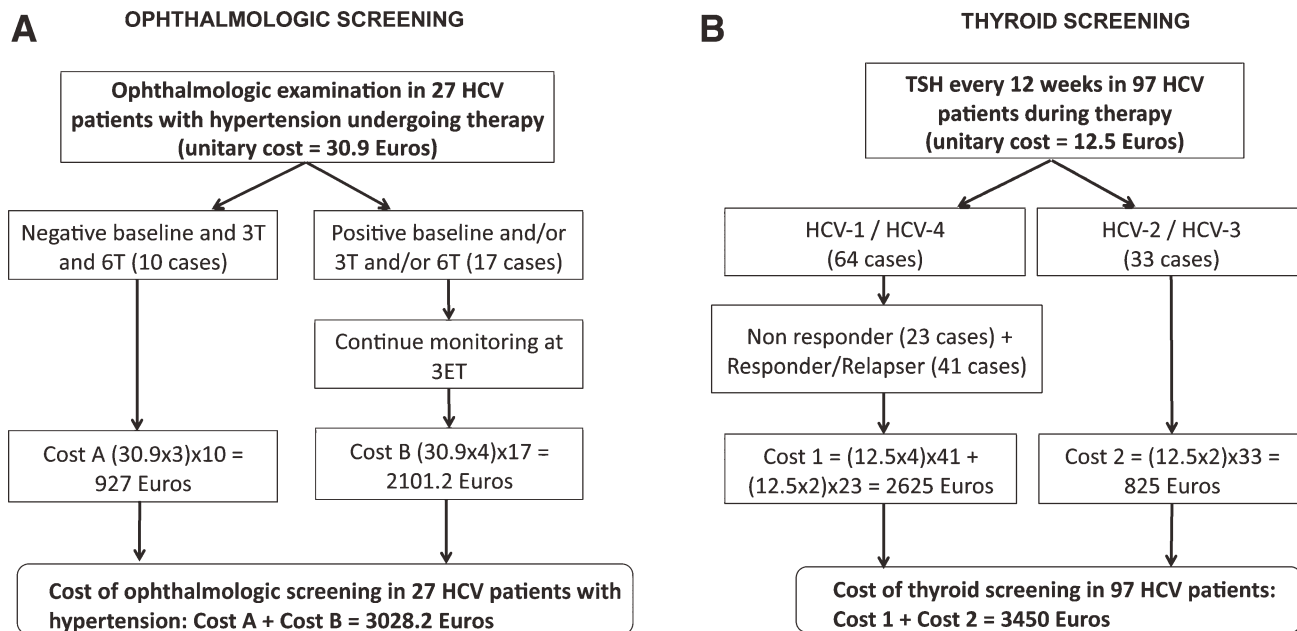 A
OPHTHALMOLOGIC SCREENING
Ophthalmologic examination in 27 HCV
patients with hypertension undergoing therapy
(unitary cost = 30.9 Euros)
Negative baseline and 3T
and 6T (10 cases)
Positive baseline and/or
3T and/or 6T (17 cases)
Continue monitoring at
3ET
Cost A (30.9x3)x10 =
927 Euros
Cost B (30.9x4)x17 =
2101.2 Euros
Cost of ophthalmologic screening in 27 HCV patients with
hypertension: Cost A + Cost B = 3028.2 Euros
B
THYROID SCREENING
TSH every 12 weeks in 97 HCV
patients during therapy
(unitary cost = 12.5 Euros)
HCV-1 / HCV-4
(64 cases)
HCV-2 / HCV-3
(33 cases)
Non responder (23 cases) +
Responder/Relapser (41 cases)
Cost 1 = (12.5x4)x41 +
(12.5x2)x23 = 2625 Euros
Cost 2 = (12.5x2)x33 =
825 Euros
Cost of thyroid screening in 97 HCV patients:
Cost 1 + Cost 2 = 3450 Euros